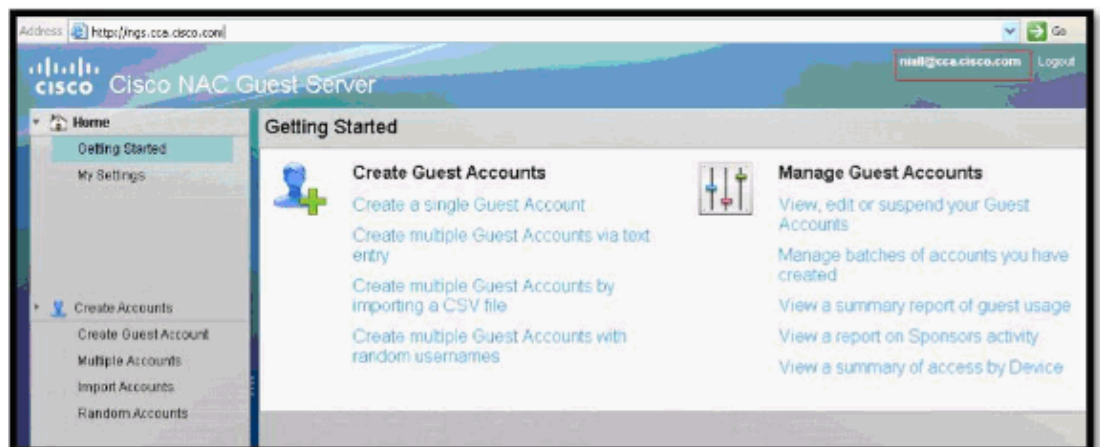 Address http://ngs.cca.cisco.com/ Go
cisco Cisco NAC Guest Server
niall@cca.cisco.com Logout
Home
Getting Started
My Settings
Create Accounts
Create Guest Account
Multiple Accounts
Import Accounts
Random Accounts
Getting Started
Create Guest Accounts
Create a single Guest Account
Create multiple Guest Accounts via text
entry
Create multiple Guest Accounts by
importing a CSV file
Create multiple Guest Accounts with
random usernames
Manage Guest Accounts
View, edit or suspend your Guest
Accounts
Manage batches of accounts you have
created
View a summary report of guest usage
View a report on Sponsors activity
View a summary of access by Device